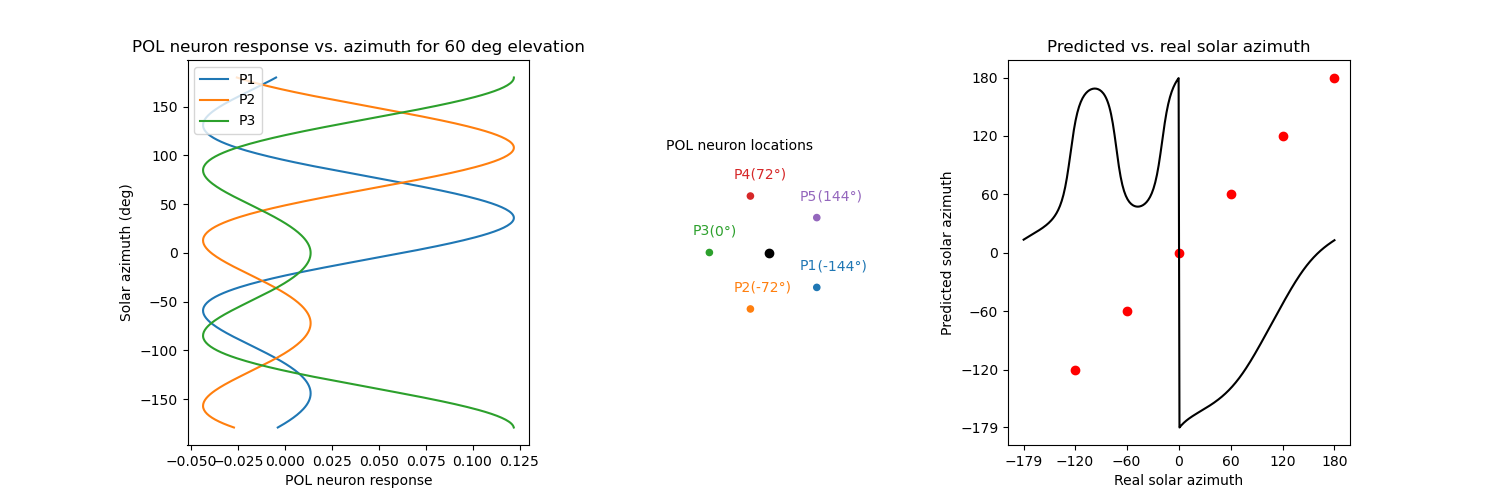 POL neuron response vs. azimuth for 60 deg elevation
P1
P2
P3
150
100
50
0
−50
−100
−150
Solar azimuth (deg)
−0.050 −0.025 0.000 0.025 0.050 0.075 0.100 0.125
POL neuron response
POL neuron locations
P4(72°)
P5(144°)
P3(0°)
P1(-144°)
P2(-72°)
Predicted vs. real solar azimuth
180
120
60
0
−60
−120
−179
Predicted solar azimuth
−179 −120 −60 0 60 120 180
Real solar azimuth